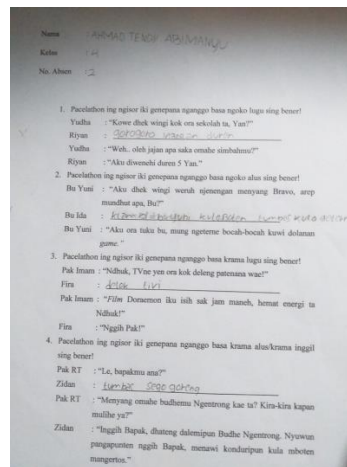 Nama : AHMAD TENDI ABUMANYU
Kelas : 4
No. Absen : 2
1. Pacelathon ing ngisor iki genepana nganggo basa ngoko lugu sing bener!
Yudha : "Kowe dhek wingi kok ora sekolah ta, Yan?"
Riyan : duren
Yudha : "Weh.. oleh jajan apa saka omahe simbahmu?"
Riyan : "Aku diwenehi duren 5 Yan."
2. Pacelathon ing ngisor iki genepana nganggo basa ngoko alus sing bener!
Bu Yuni : "Aku dhek wingi weruh njenengan menyang Bravo, arep
mundhut apa, Bu?"
Bu Ida :
Bu Yuni : "Aku ora tuku bu, mung ngeterne bocah-bocah kuwi dolanan
game."
3. Pacelathon ing ngisor iki genepana nganggo basa krama lugu sing bener!
Pak Imam : "Ndhuk, TVne yen ora kok deleng patenana wae!"
Fira : tivi
Pak Imam : "Film Doraemon iku isih sak jam maneh, hemat energi ta
Ndhuk!"
Fira : "Nggih Pak!"
4. Pacelathon ing ngisor iki genepana nganggo basa krama alus/krama inggil
sing bener!
Pak RT : "Le, bapakmu ana?"
Zidan : tumbas sego goreng
Pak RT : "Menyang omahe budhemu Ngentrong kae ta? Kira-kira kapan
mulihe ya?"
Zidan : "Inggih Bapak, dhateng dalemipun Budhe Ngentrong. Nyuwun
pangapunten nggih Bapak, menawi konduripun kula mboten
mangertos."